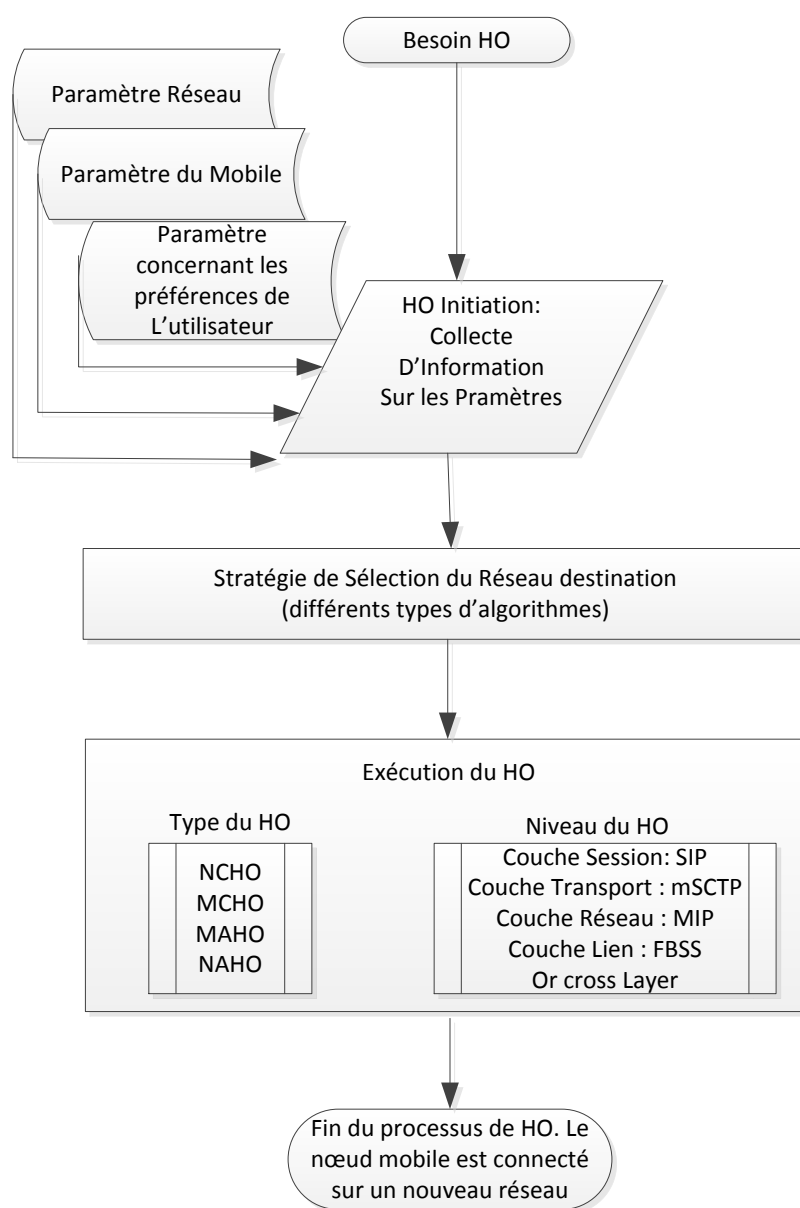 Besoin HO
Paramètre Réseau
Paramètre du Mobile
Paramètre
concernant les
préférences de
L’utilisateur
HO Initiation:
Collecte
D’Information
Sur les Pramètres
Stratégie de Sélection du Réseau destination
(différents types d’algorithmes)
Exécution du HO
Type du HO
NCHO
MCHO
MAHO
NAHO
Niveau du HO
Couche Session: SIP
Couche Transport : mSCTP
Couche Réseau : MIP
Couche Lien : FBSS
Or cross Layer
Fin du processus de HO. Le
nœud mobile est connecté
sur un nouveau réseau